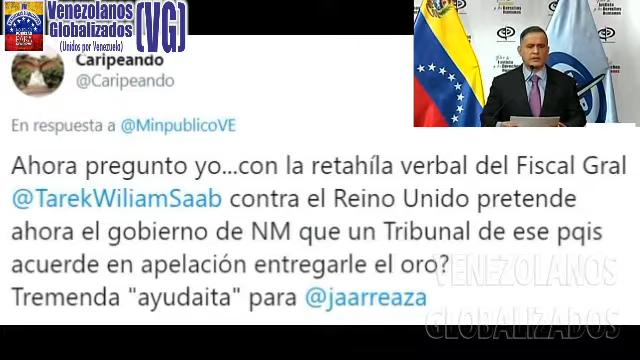 Venezolanos
Globalizados
(Unidos por Venezuela)
(VG)
Caripeando
@Caripeando
En respuesta a @MinpublicoVE
Ahora pregunto yo...con la retahíla verbal del Fiscal Gral
@TarekWiliamSaab contra el Reino Unido pretende
ahora el gobierno de NM que un Tribunal de ese pqis
acuerde en apelación entregarle el oro?
Tremenda "ayudaita" para @jaarreaza
VENEZOLANOS
GLOBALIZADOS